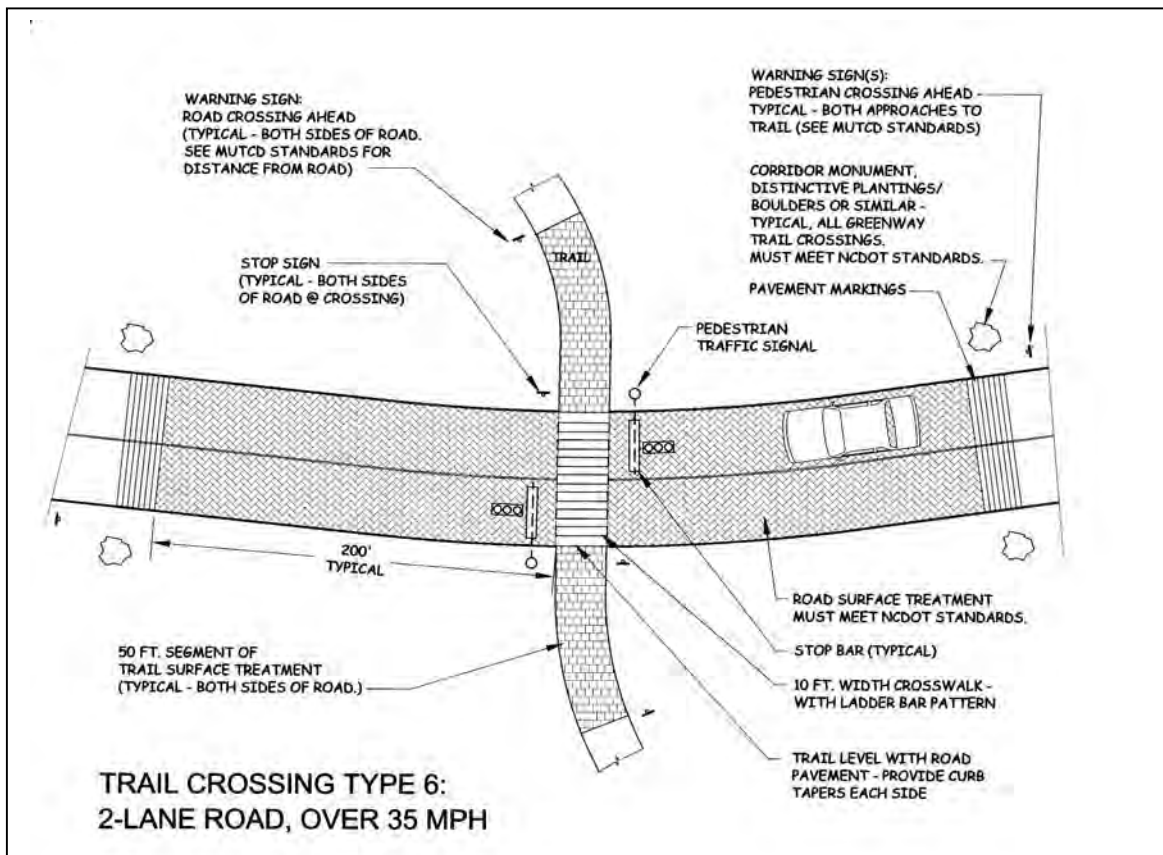 WARNING SIGN:
ROAD CROSSING AHEAD
(TYPICAL - BOTH SIDES OF ROAD.
SEE MUTCD STANDARDS FOR
DISTANCE FROM ROAD)
WARNING SIGN(S):
PEDESTRIAN CROSSING AHEAD -
TYPICAL - BOTH APPROACHES TO
TRAIL (SEE MUTCD STANDARDS)
CORRIDOR MONUMENT,
DISTINCTIVE PLANTINGS/
BOULDERS OR SIMILAR -
TYPICAL, ALL GREENWAY
TRAIL CROSSINGS.
MUST MEET NCDOT STANDARDS.
TRAIL
STOP SIGN
(TYPICAL - BOTH SIDES
OF ROAD @ CROSSING)
PAVEMENT MARKINGS
PEDESTRIAN
TRAFFIC SIGNAL
200'
TYPICAL
ROAD SURFACE TREATMENT
MUST MEET NCDOT STANDARDS.
STOP BAR (TYPICAL)
50 FT. SEGMENT OF
TRAIL SURFACE TREATMENT
(TYPICAL - BOTH SIDES OF ROAD.)
10 FT. WIDTH CROSSWALK -
WITH LADDER BAR PATTERN
TRAIL LEVEL WITH ROAD
PAVEMENT - PROVIDE CURB
TAPERS EACH SIDE
TRAIL CROSSING TYPE 6:
2-LANE ROAD, OVER 35 MPH